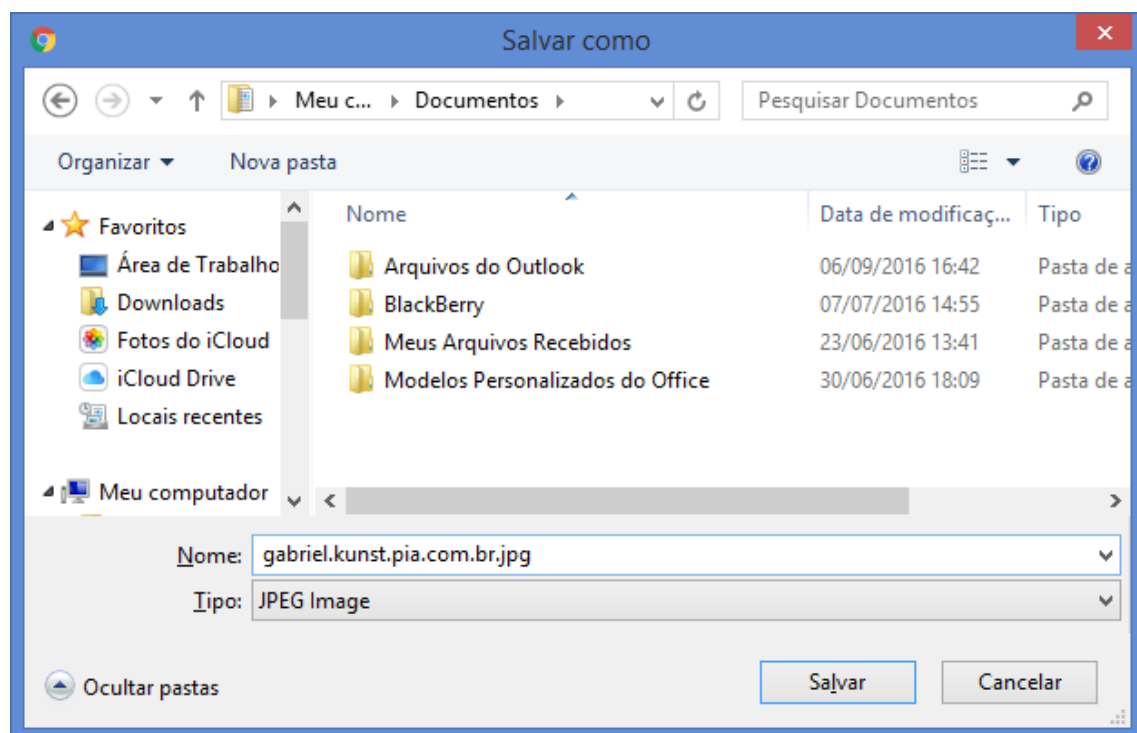 Salvar como
Meu c... Documentos
Pesquisar Documentos
Organizar
Nova pasta
Nome Data de modificaç... Tipo
Favoritos
Área de Trabalho
Downloads
Fotos do iCloud
iCloud Drive
Locais recentes
Meu computador
Arquivos do Outlook 06/09/2016 16:42 Pasta de a
BlackBerry 07/07/2016 14:55 Pasta de a
Meus Arquivos Recebidos 23/06/2016 13:41 Pasta de a
Modelos Personalizados do Office 30/06/2016 18:09 Pasta de a
Nome: gabriel.kunst.pia.com.br.jpg
Tipo: JPEG Image
Ocultar pastas
Salvar
Cancelar